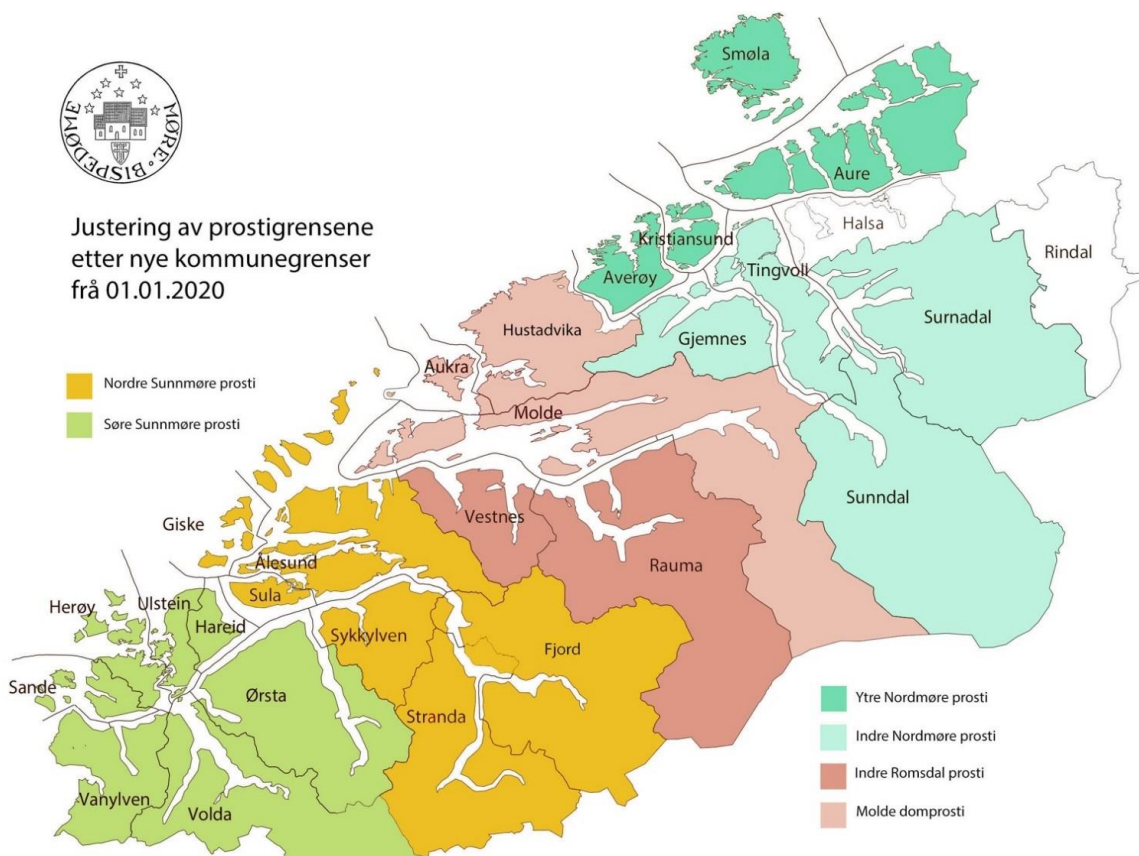 MØRE • BISPEDØME
Justering av prostigrensene
etter nye kommunegrenser
frå 01.01.2020
Nordre Sunnmøre prosti
Søre Sunnmøre prosti
Smøla
Aure
Halsa
Rindal
Kristiansund
Tingvoll
Averøy
Surnadal
Hustadvika
Gjemnes
Aukra
Molde
Sunndal
Vestnes
Giske
Rauma
Ålesund
Sula
Herøy
Ulstein
Hareid
Sykkylven
Fjord
Sande
Ørsta
Stranda
Vanylven
Volda
Ytre Nordmøre prosti
Indre Nordmøre prosti
Indre Romsdal prosti
Molde domprosti